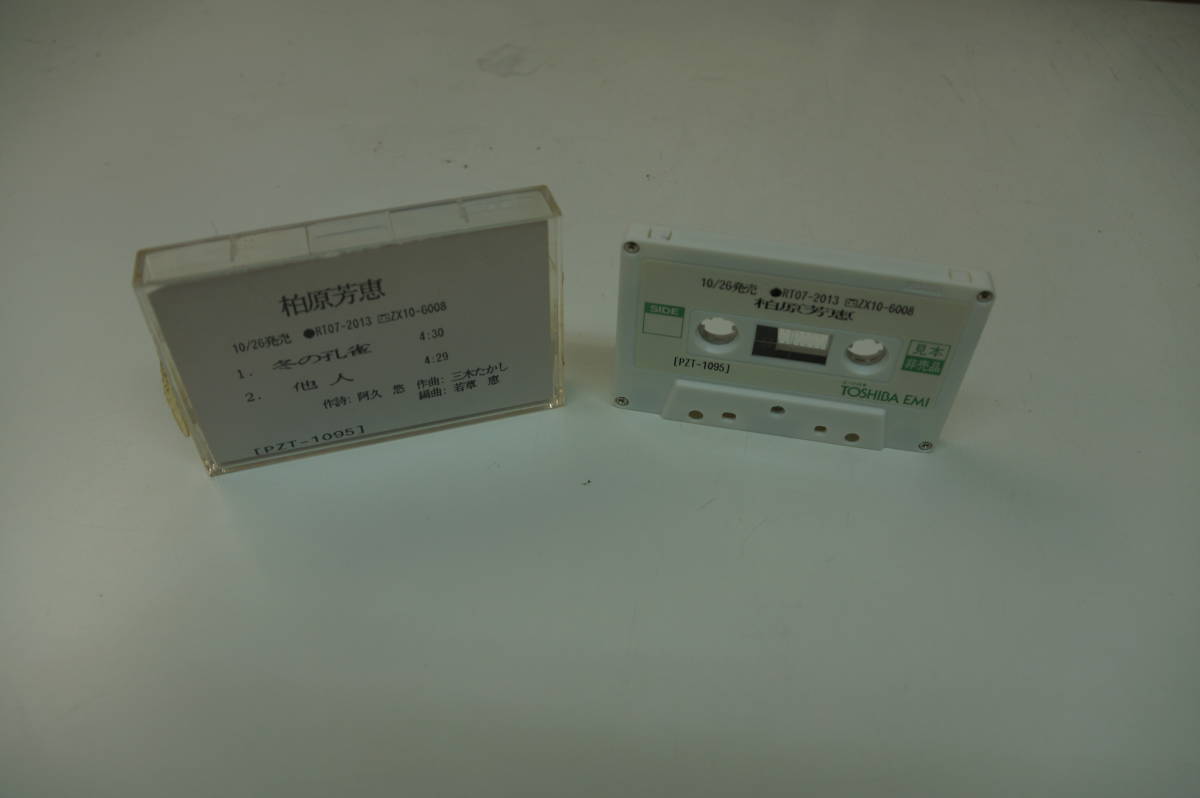 柏原芳恵
10/26発売 ●RT07-2013 ZX10-6008
1. 冬の孔雀 4:30
2. 他人 4:29
作詩: 阿久 悠 作曲: 三木たかし
編曲: 若草 恵
[PZT-1095]
10/26発売 ●RT07-2013 ZX10-6008
柏原芳恵
SIDE
見本
非売品
[PZT-1095]
TOSHIBA EMI